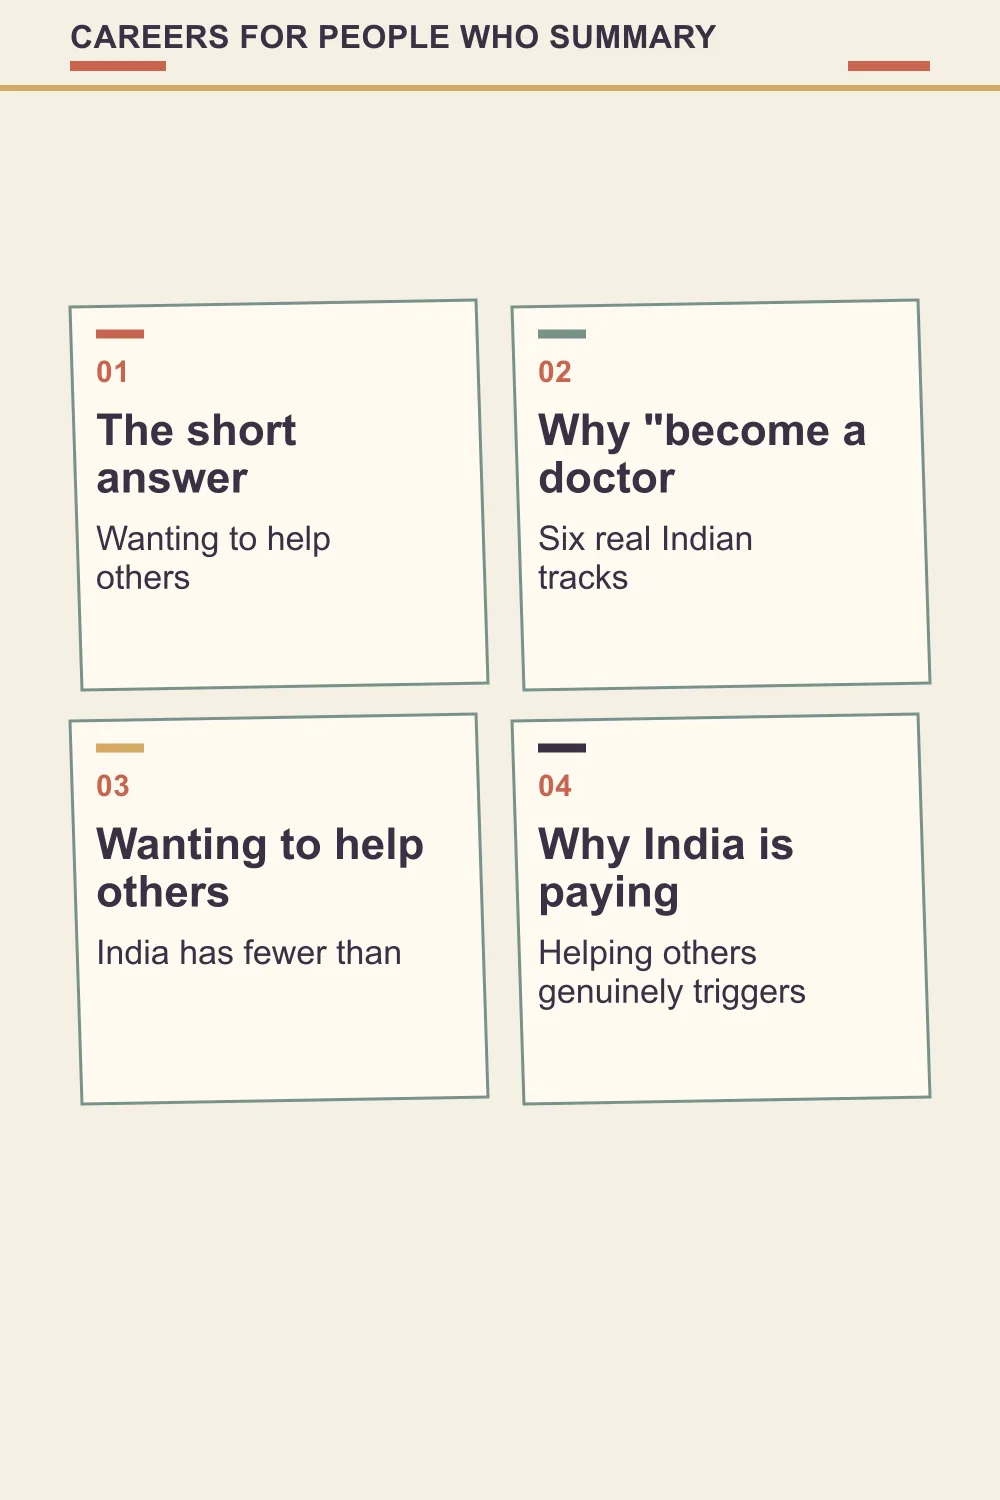 CAREERS FOR PEOPLE WHO SUMMARY
01
The short
answer
Wanting to help
others
02
Why "become a
doctor
Six real Indian
tracks
03
Wanting to help
others
India has fewer than
04
Why India is
paying
Helping others
genuinely triggers